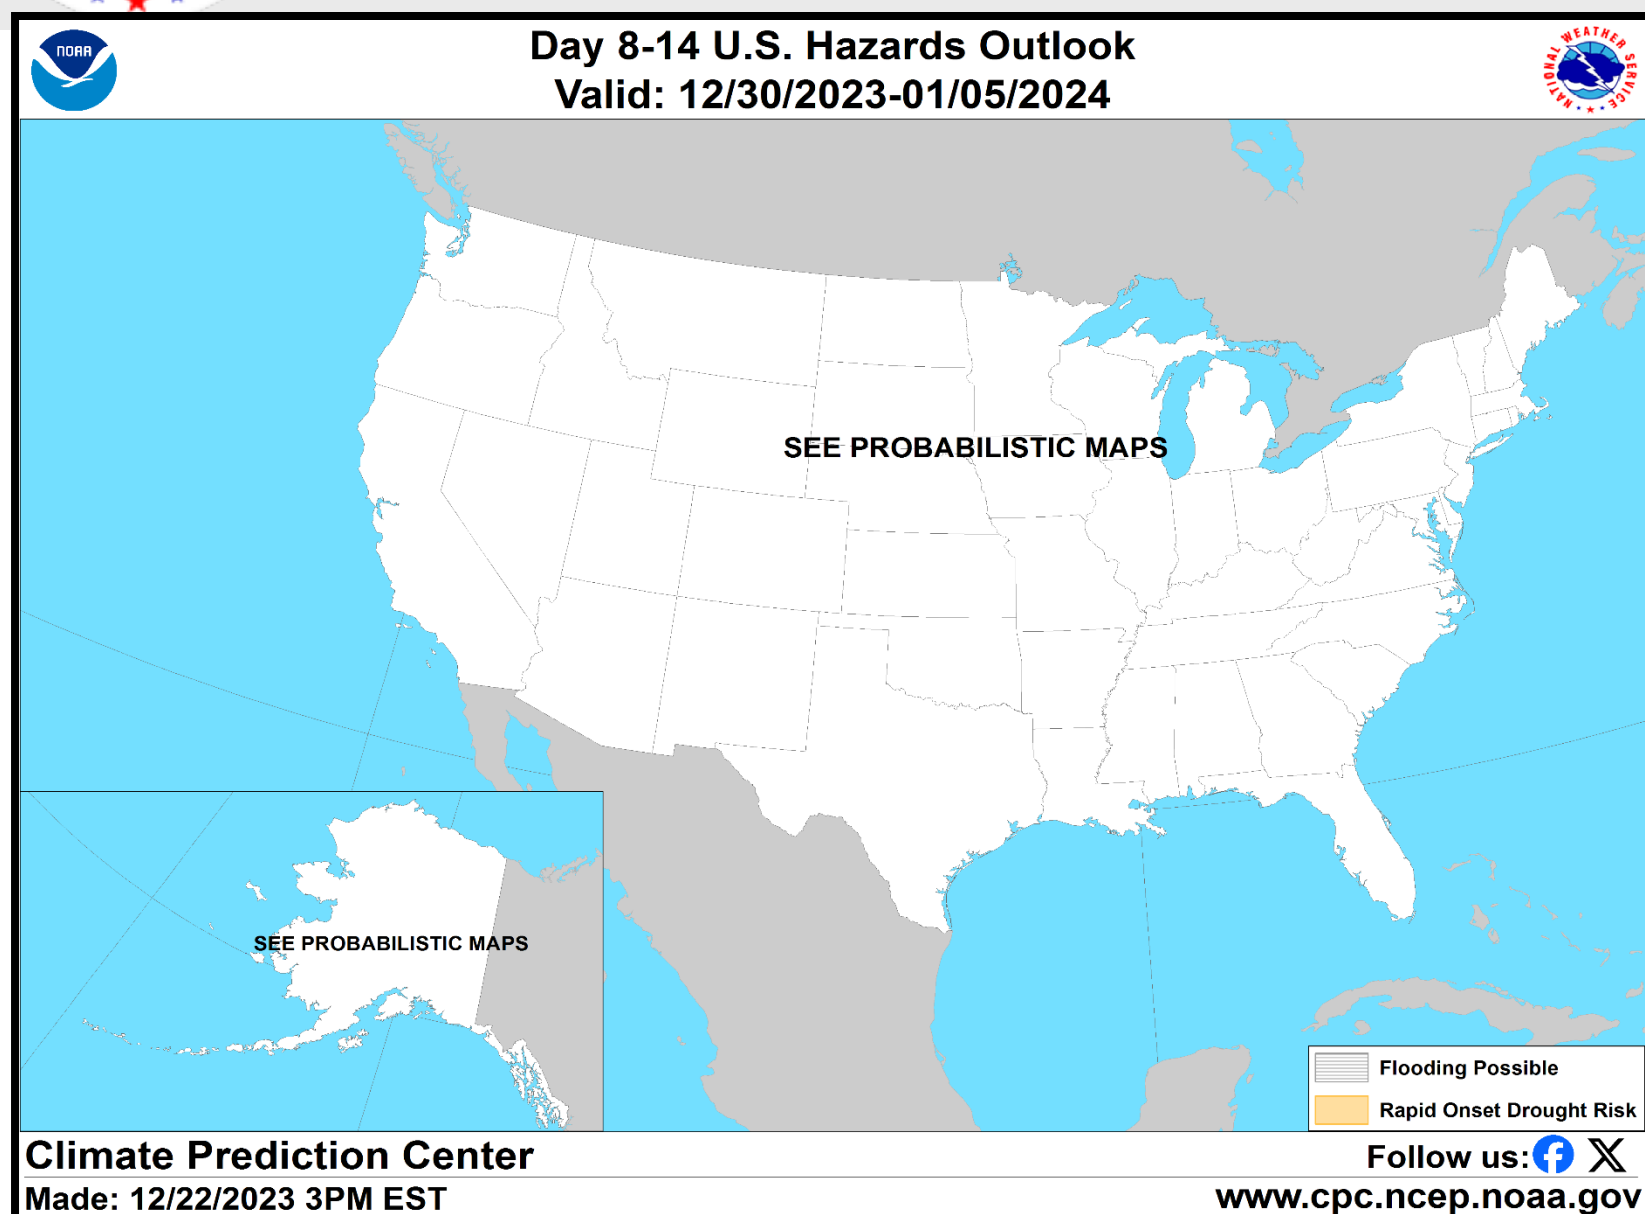 NOAA
Day 8-14 U.S. Hazards Outlook
Valid: 12/30/2023-01/05/2024
NATIONAL WEATHER SERVICE
SEE PROBABILISTIC MAPS
SEE PROBABILISTIC MAPS
Flooding Possible
Rapid Onset Drought Risk
Climate Prediction Center
Follow us:
Made: 12/22/2023 3PM EST
www.cpc.ncep.noaa.gov